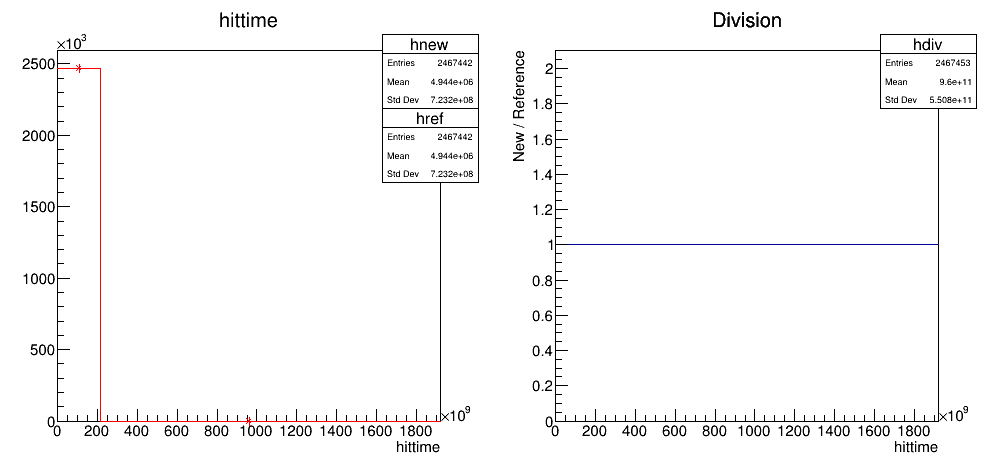 hittime
×10³
hnew
Entries 2467442
Mean 4.944e+06
Std Dev 7.232e+08
href
Entries 2467442
Mean 4.944e+06
Std Dev 7.232e+08
2500
2000
1500
1000
500
0
0 200 400 600 800 1000 1200 1400 1600 1800
×10⁹
hittime
Division
hdiv
Entries 2467453
Mean 9.6e+11
Std Dev 5.508e+11
New / Reference
2
1.8
1.6
1.4
1.2
1
0.8
0.6
0.4
0.2
0
0 200 400 600 800 1000 1200 1400 1600 1800
×10⁹
hittime